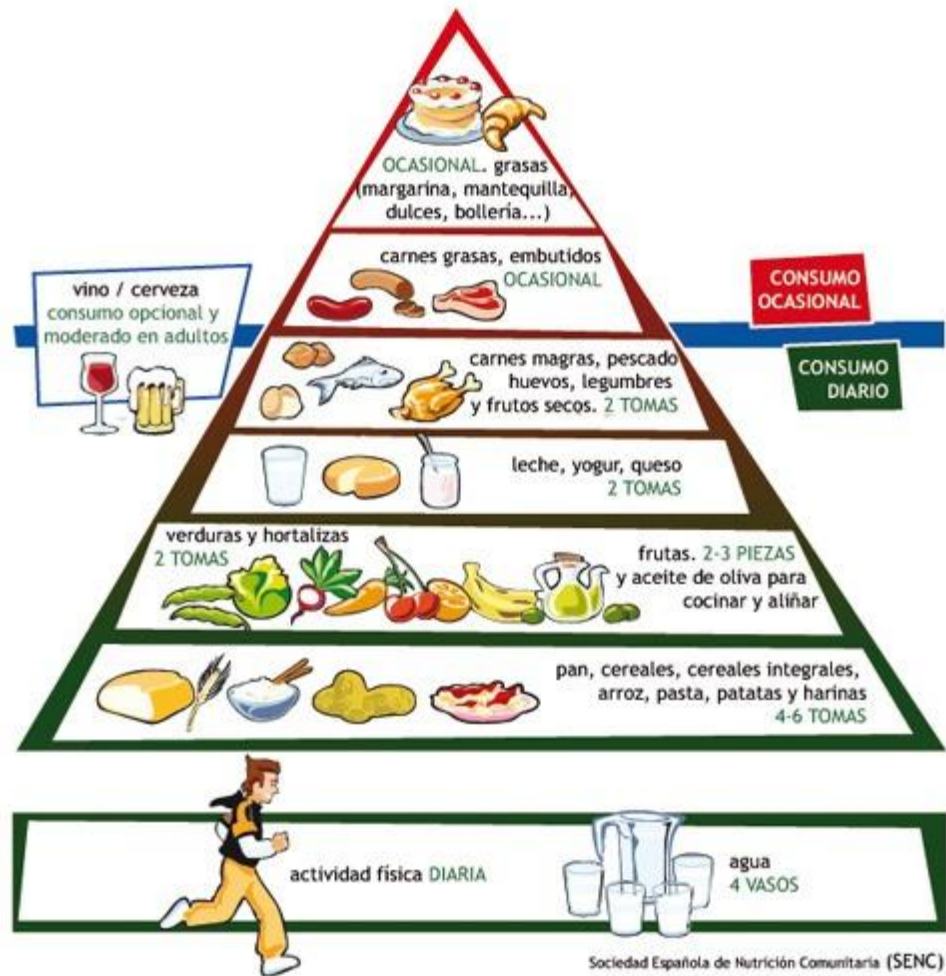 OCASIONAL. grasas
(margarina, mantequilla,
dulces, bollería...)
carnes grasas, embutidos
OCASIONAL
CONSUMO
OCASIONAL
vino / cerveza
consumo opcional y
moderado en adultos
carnes magras, pescado
huevos, legumbres
y frutos secos. 2 TOMAS
CONSUMO
DIARIO
leche, yogur, queso
2 TOMAS
verduras y hortalizas
2 TOMAS
frutas. 2-3 PIEZAS
y aceite de oliva para
cocinar y aliñar
pan, cereales, cereales integrales,
arroz, pasta, patatas y harinas
4-6 TOMAS
actividad física DIARIA
agua
4 VASOS
Sociedad Española de Nutrición Comunitaria (SENC)